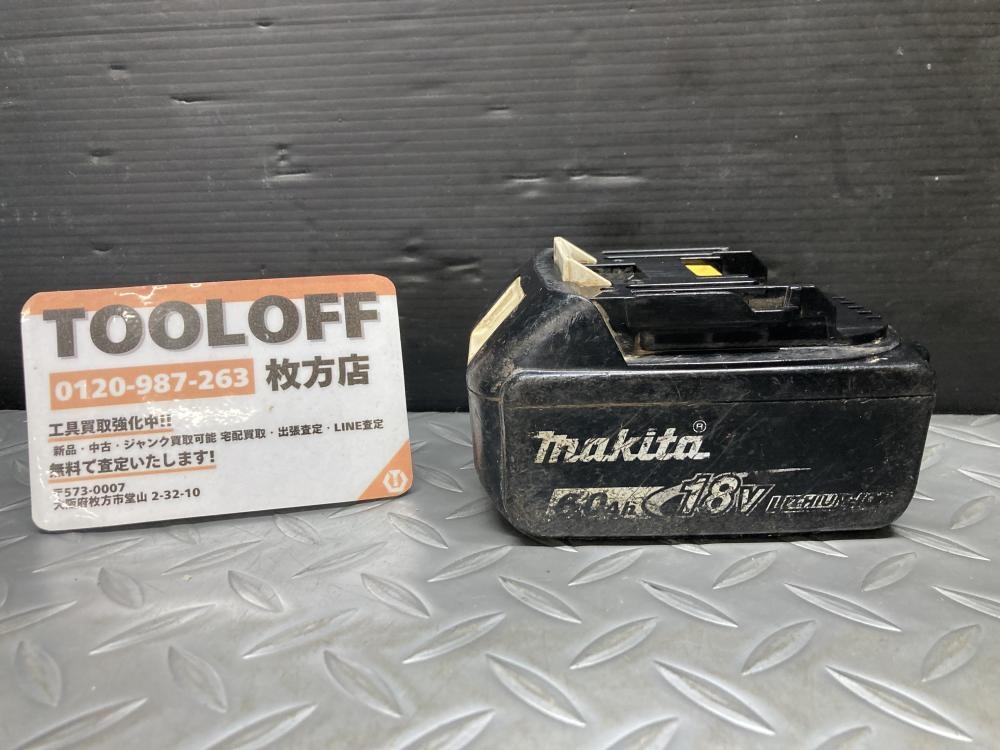 TOOLOFF
0120-987-263 枚方店
工具買取強化中!!
新品・中古・ジャンク買取可能 宅配買取・出張査定・LINE査定
無料で査定いたします!
〒573-0007
大阪府枚方市堂山 2-32-10
makita®
6.0Ah 18V LITHIUM-ION